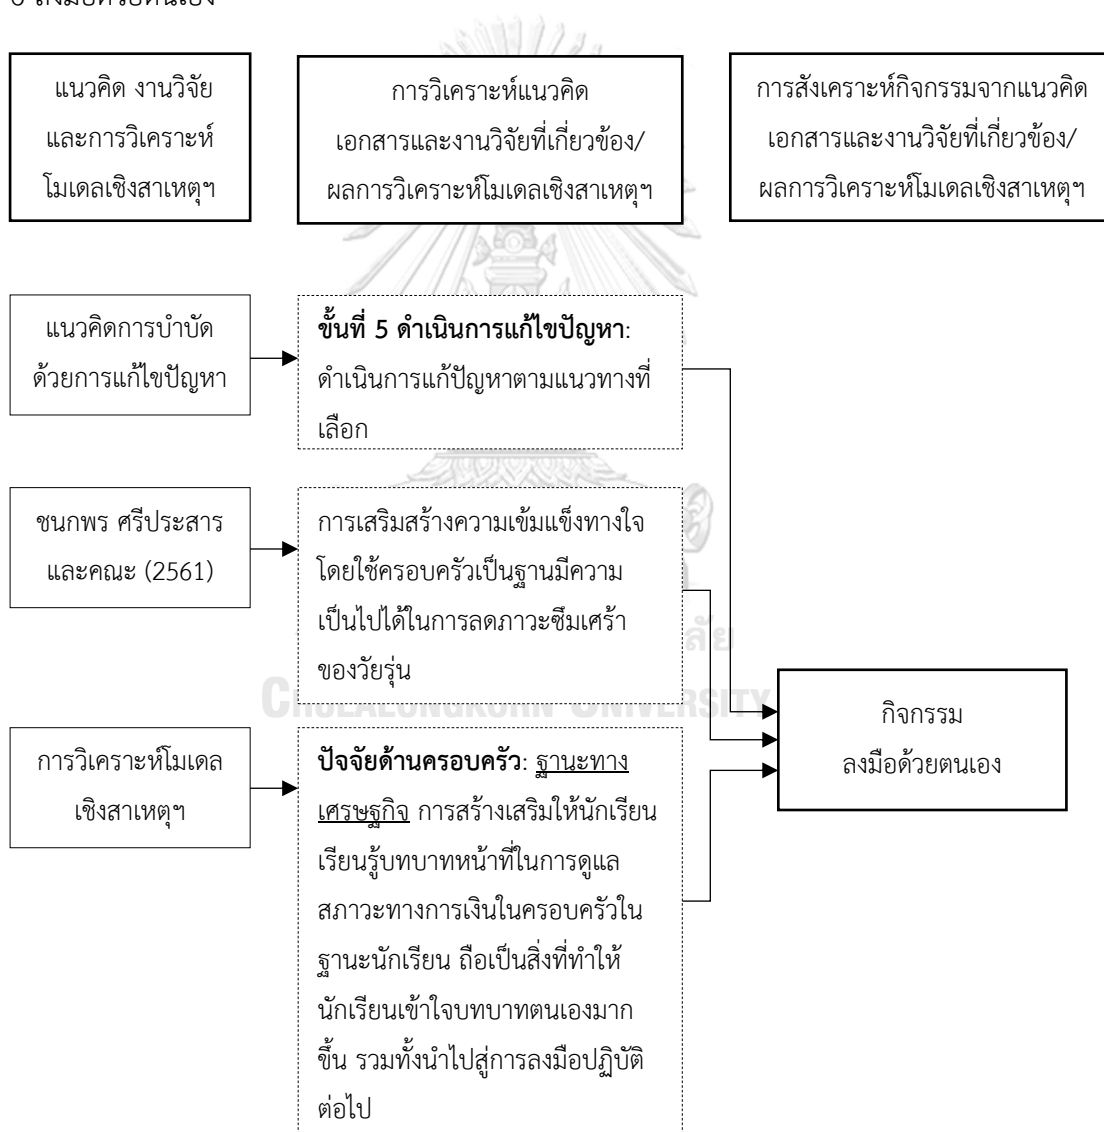 แนวคิด งานวิจัย
และการวิเคราะห์
โมเดลเชิงสาเหตุฯ
การวิเคราะห์แนวคิด
เอกสารและงานวิจัยที่เกี่ยวข้อง/
ผลการวิเคราะห์โมเดลเชิงสาเหตุฯ
การสังเคราะห์กิจกรรมจากแนวคิด
เอกสารและงานวิจัยที่เกี่ยวข้อง/
ผลการวิเคราะห์โมเดลเชิงสาเหตุฯ
แนวคิดการบำบัด
ด้วยการแก้ไขปัญหา
ขั้นที่ 5 ดำเนินการแก้ไขปัญหา:
ดำเนินการแก้ปัญหาตามแนวทางที่
เลือก
ชนกพร ศรีประสาร
และคณะ (2561)
การเสริมสร้างความเข้มแข็งทางใจ
โดยใช้ครอบครัวเป็นฐานมีความ
เป็นไปได้ในการลดภาวะซึมเศร้า
ของวัยรุ่น
การวิเคราะห์โมเดล
เชิงสาเหตุฯ
ปัจจัยด้านครอบครัว: ฐานะทาง
เศรษฐกิจ การสร้างเสริมให้นักเรียน
เรียนรู้บทบาทหน้าที่ในการดูแล
สภาวะทางการเงินในครอบครัวใน
ฐานะนักเรียน ถือเป็นสิ่งที่ทำให้
นักเรียนเข้าใจบทบาทตนเองมาก
ขึ้น รวมทั้งนำไปสู่การลงมือปฏิบัติ
ต่อไป
กิจกรรม
ลงมือด้วยตนเอง
CHULALONGKORN UNIVERSITY